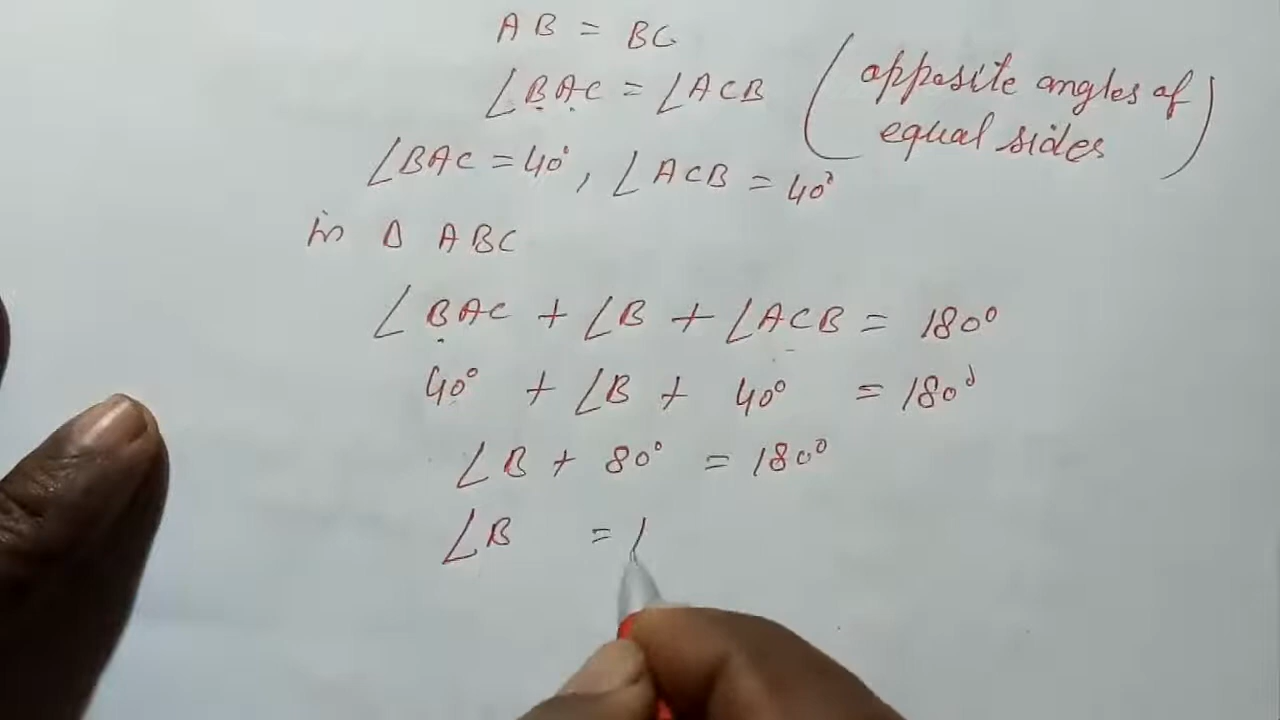 AB = BC
∠BAC = ∠ACB (opposite angles of
equal sides)
∠BAC = 40°, ∠ACB = 40°
in Δ ABC
∠BAC + ∠B + ∠ACB = 180°
40° + ∠B + 40° = 180°
∠B + 80° = 180°
∠B = 1